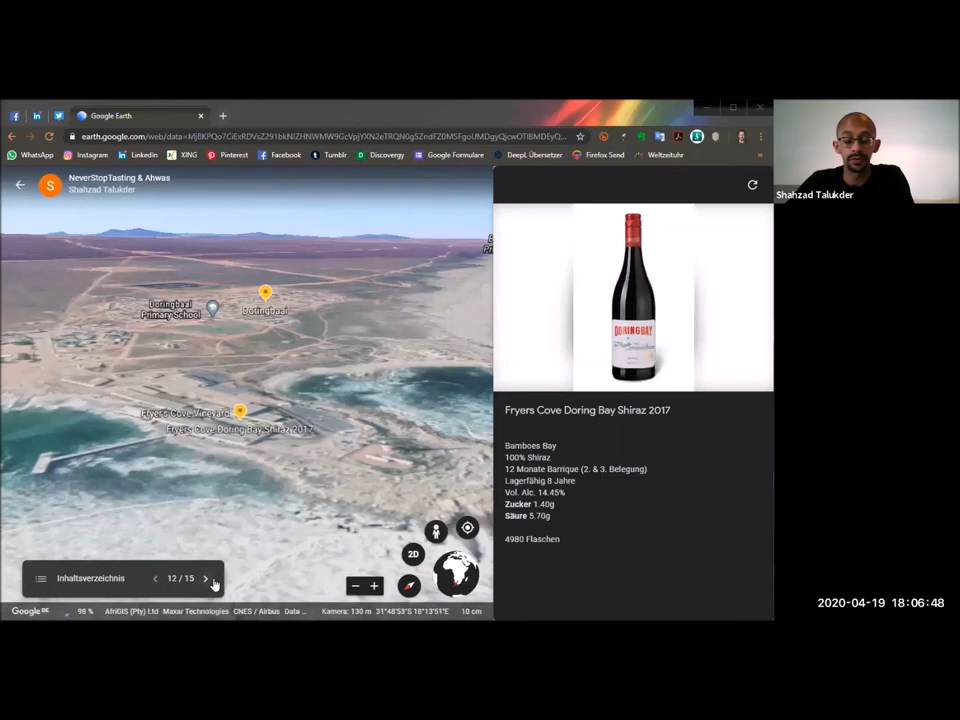 Google Earth
earth.google.com/web/data=
WhatsApp
Instagram
LinkedIn
XING
Pinterest
Facebook
Tumblr
Discovergy
Google Formulare
DeepL Übersetzer
Firefox Send
Weltzeituhr
NeverStopTasting & Ahwas
Shahzad Talukder
Shahzad Talukder
Doringbaai
Primary School
Doringbaai
Fryer's Cove Vineyard
Fryers Cove Doring Bay Shiraz 2017
DORINGBAY
Fryers Cove Doring Bay Shiraz 2017
Bamboes Bay
100% Shiraz
12 Monate Barrique (2. & 3. Belegung)
Lagerfähig 8 Jahre
Vol. Alc. 14.45%
Zucker 1.40g
Säure 5.70g
4980 Flaschen
2D
Inhaltsverzeichnis
12 / 15
Google BE
98 %
AfriGIS (Pty) Ltd Maxar Technologies CNES / Airbus Data ...
Kamera: 130 m 31°48'53"S 18°13'51"E
10 cm
2020-04-19 18:06:48